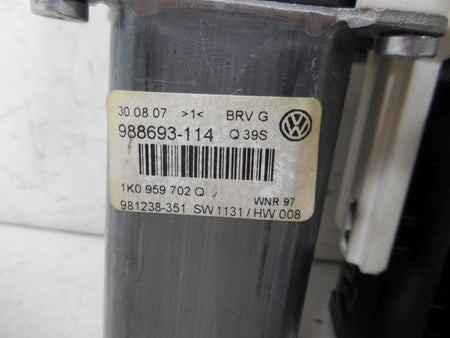 30 08 07 >1< BRV G
988693-114 Q 39S
1K0 959 702 Q
WNR 97
981238-351 SW1131 / HW 008